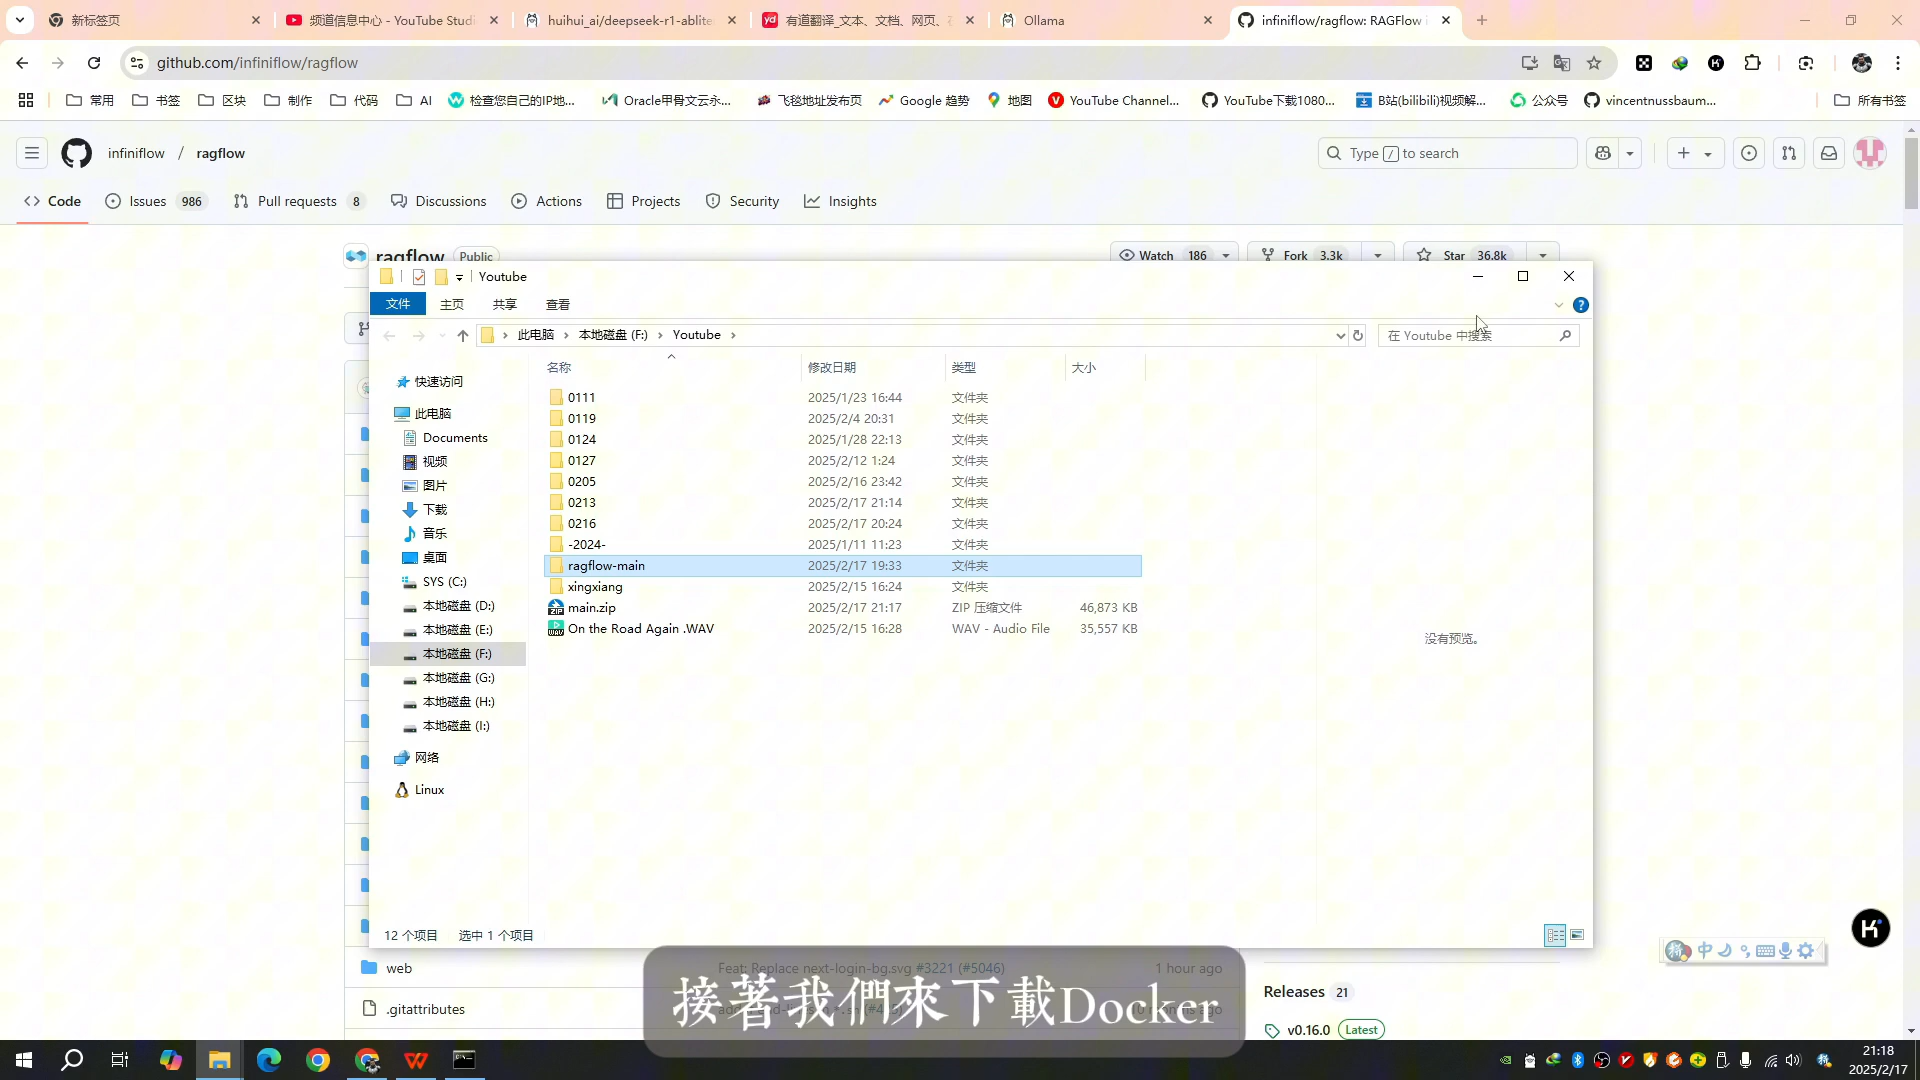 新标签页
频道信息中心 - YouTube Studi
huihui_ai/deepseek-r1-ablite
有道翻译_文本、文档、网页、
Ollama
infiniflow/ragflow: RAGFlow
github.com/infiniflow/ragflow
常用
书签
区块
制作
代码
AI
检查您自己的IP地...
Oracle甲骨文云永...
飞毯地址发布页
Google 趋势
地图
YouTube Channel...
YouTube下载1080...
B站(bilibili)视频解...
公众号
vincentnussbaum...
所有书签
infiniflow / ragflow
Type / to search
Code
Issues 986
Pull requests 8
Discussions
Actions
Projects
Security
Insights
ragflow Public
Watch 186
Fork 3.3k
Star 36.8k
Youtube
文件
主页
共享
查看
此电脑 › 本地磁盘 (F:) › Youtube ›
在 Youtube 中搜索
名称 修改日期 类型 大小
快速访问
此电脑
Documents
视频
图片
下载
音乐
桌面
SYS (C:)
本地磁盘 (D:)
本地磁盘 (E:)
本地磁盘 (F:)
本地磁盘 (G:)
本地磁盘 (H:)
本地磁盘 (I:)
网络
Linux
0111 2025/1/23 16:44 文件夹
0119 2025/2/4 20:31 文件夹
0124 2025/1/28 22:13 文件夹
0127 2025/2/12 1:24 文件夹
0205 2025/2/16 23:42 文件夹
0213 2025/2/17 21:14 文件夹
0216 2025/2/17 20:24 文件夹
-2024- 2025/1/11 11:23 文件夹
ragflow-main 2025/2/17 19:33 文件夹
xingxiang 2025/2/15 16:24 文件夹
main.zip 2025/2/17 21:17 ZIP 压缩文件 46,873 KB
On the Road Again .WAV 2025/2/15 16:28 WAV - Audio File 35,557 KB
没有预览。
12 个项目 选中 1 个项目
web Feat: Replace next-login-bg.svg #3221 (#5046) 1 hour ago
.gitattributes
接著我們來下載Docker
Releases 21
v0.16.0 Latest
中
21:18
2025/2/17